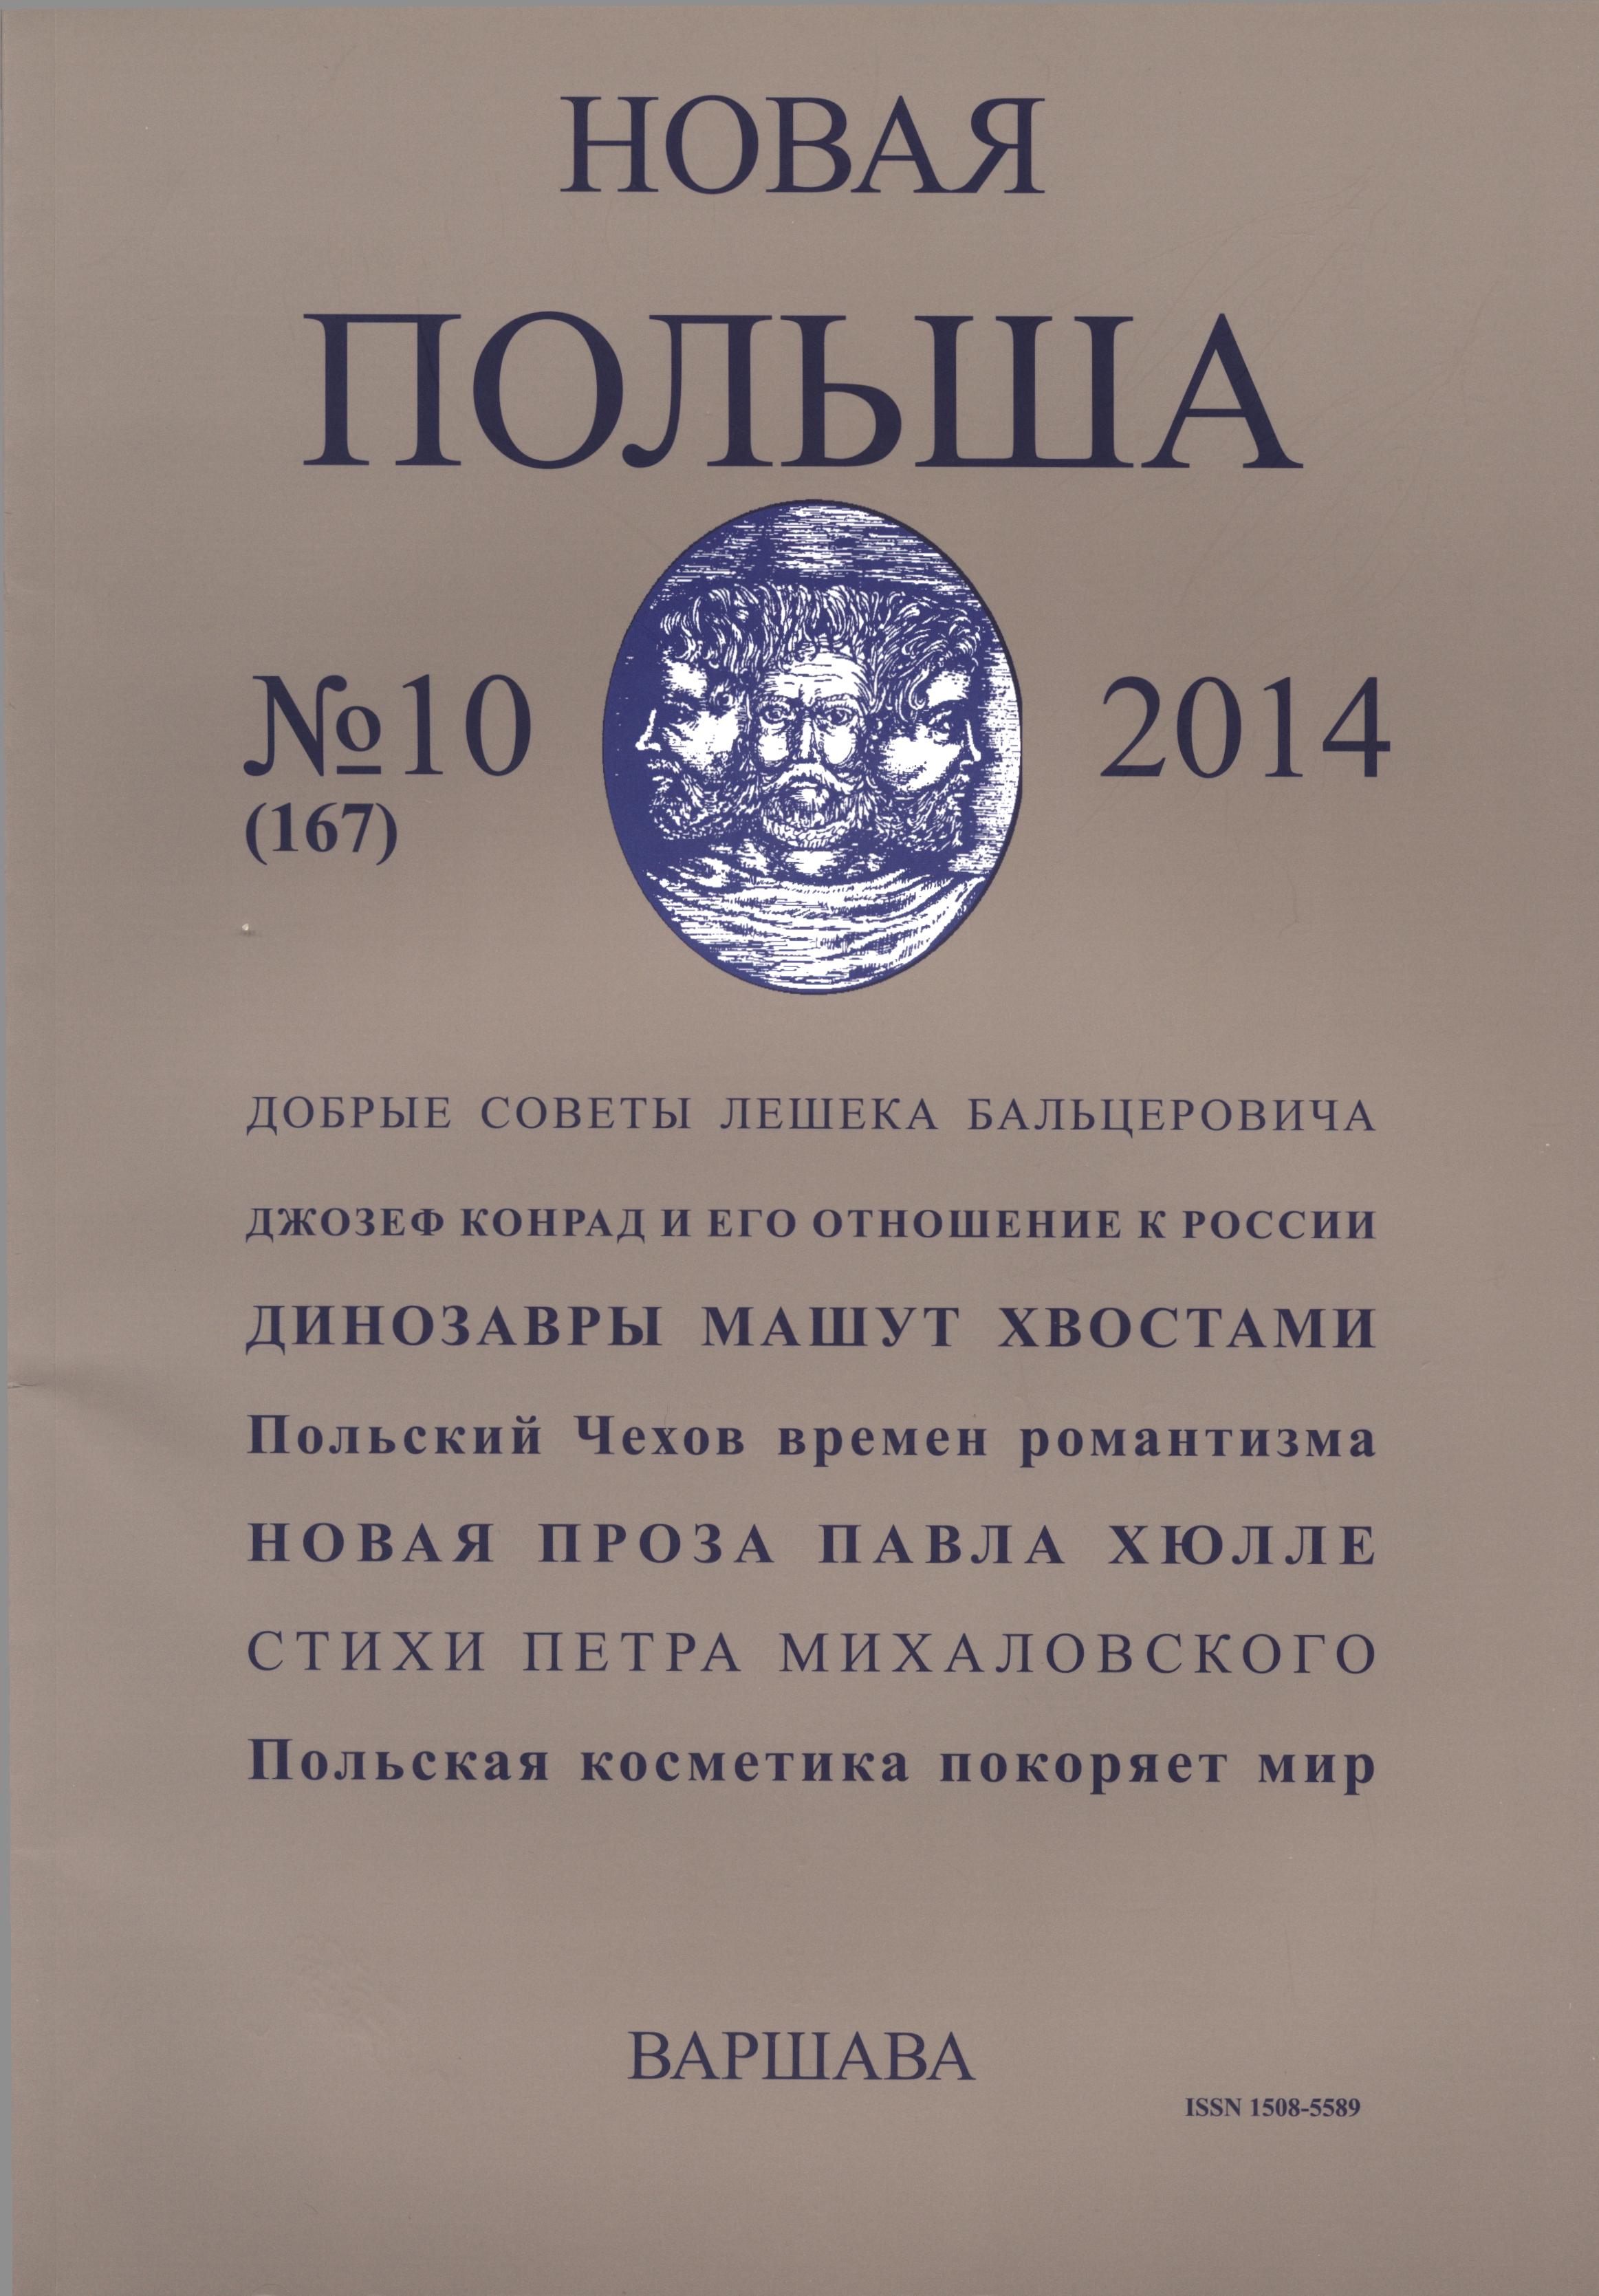 НОВАЯ
ПОЛЬША
№10
2014
(167)
ДОБРЫЕ СОВЕТЫ ЛЕШЕКА БАЛЬЦЕРОВИЧА
ДЖОЗЕФ КОНРАД И ЕГО ОТНОШЕНИЕ К РОССИИ
ДИНОЗАВРЫ МАШУТ ХВОСТАМИ
Польский Чехов времен романтизма
НОВАЯ ПРОЗА ПАВЛА ХЮЛЛЕ
СТИХИ ПЕТРА МИХАЛОВСКОГО
Польская косметика покоряет мир
ВАРШАВА
ISSN 1508-5589